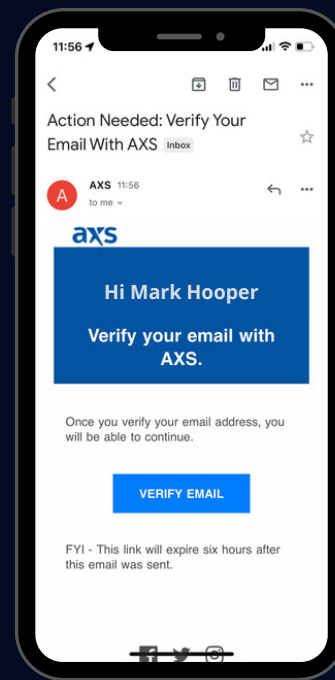 11:56
Action Needed: Verify Your
Email With AXS Inbox
A
AXS 11:56
to me
axs
Hi Mark Hooper
Verify your email with
AXS.
Once you verify your email address, you
will be able to continue.
VERIFY EMAIL
FYI - This link will expire six hours after
this email was sent.